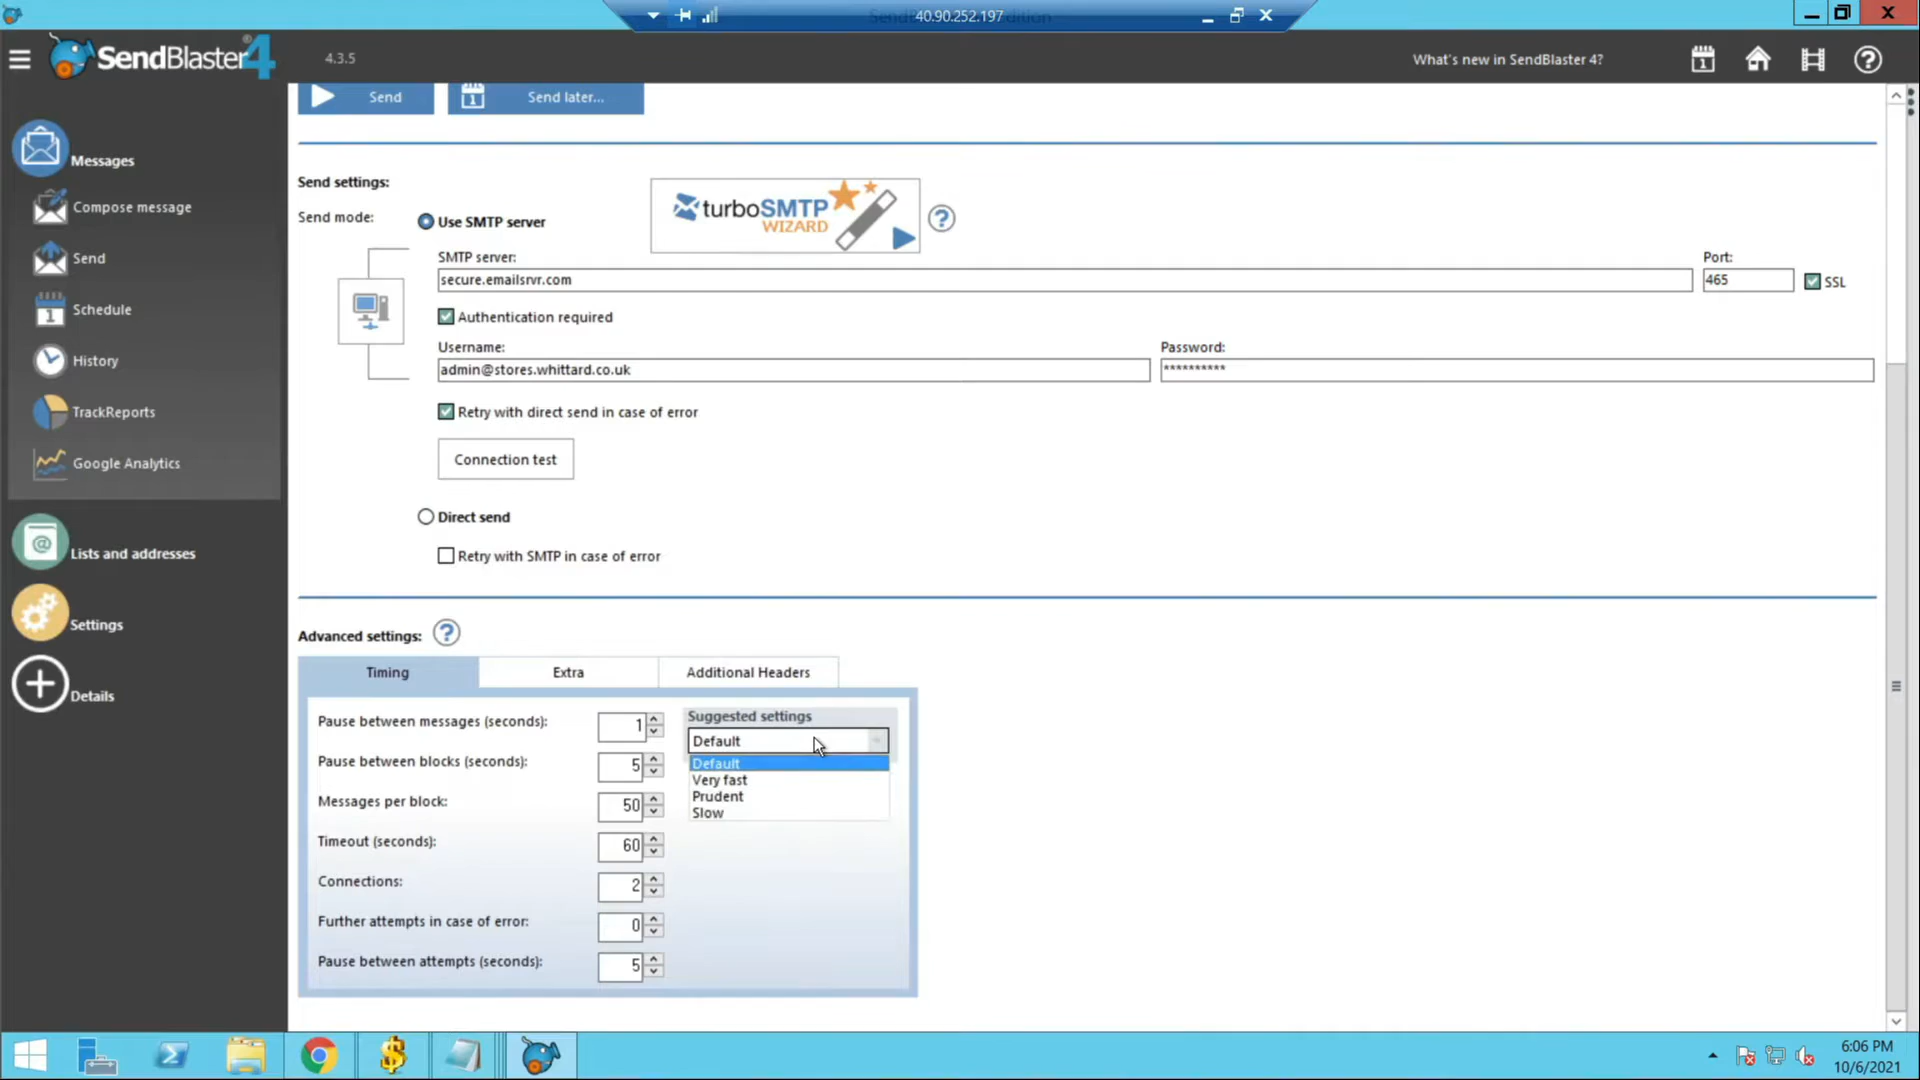 40.90.252.197
SendBlaster 4
4.3.5
What's new in SendBlaster 4?
Send
Send later...
Messages
Compose message
Send
Schedule
History
TrackReports
Google Analytics
Lists and addresses
Settings
Details
Send settings:
Send mode:
Use SMTP server
turboSMTP
WIZARD
SMTP server:
Port:
secure.emailsrvr.com
465
SSL
Authentication required
Username:
Password:
admin@stores.whittard.co.uk
**********
Retry with direct send in case of error
Connection test
Direct send
Retry with SMTP in case of error
Advanced settings:
Timing
Extra
Additional Headers
Pause between messages (seconds):
1
Pause between blocks (seconds):
5
Messages per block:
50
Timeout (seconds):
60
Connections:
2
Further attempts in case of error:
0
Pause between attempts (seconds):
5
Suggested settings
Default
Default
Very fast
Prudent
Slow
6:06 PM
10/6/2021